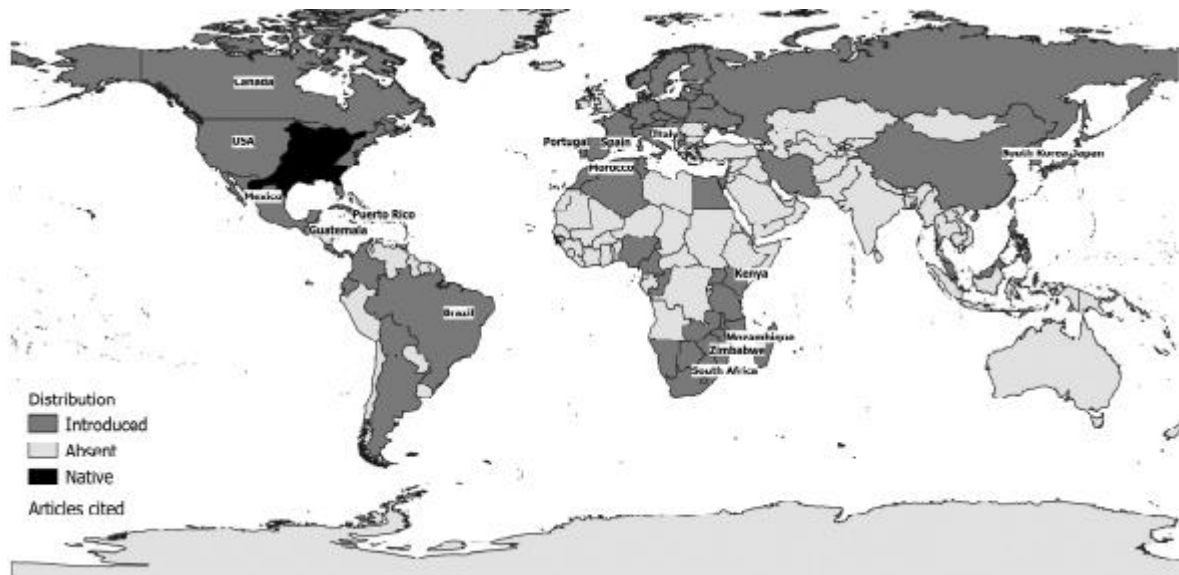 Canada
USA
Mexico
Puerto Rico
Guatemala
Brazil
Portugal
Spain
Italy
Morocco
Kenya
Mozambique
Zimbabwe
South Africa
South Korea
Japan
Distribution
Introduced
Absent
Native
Articles cited